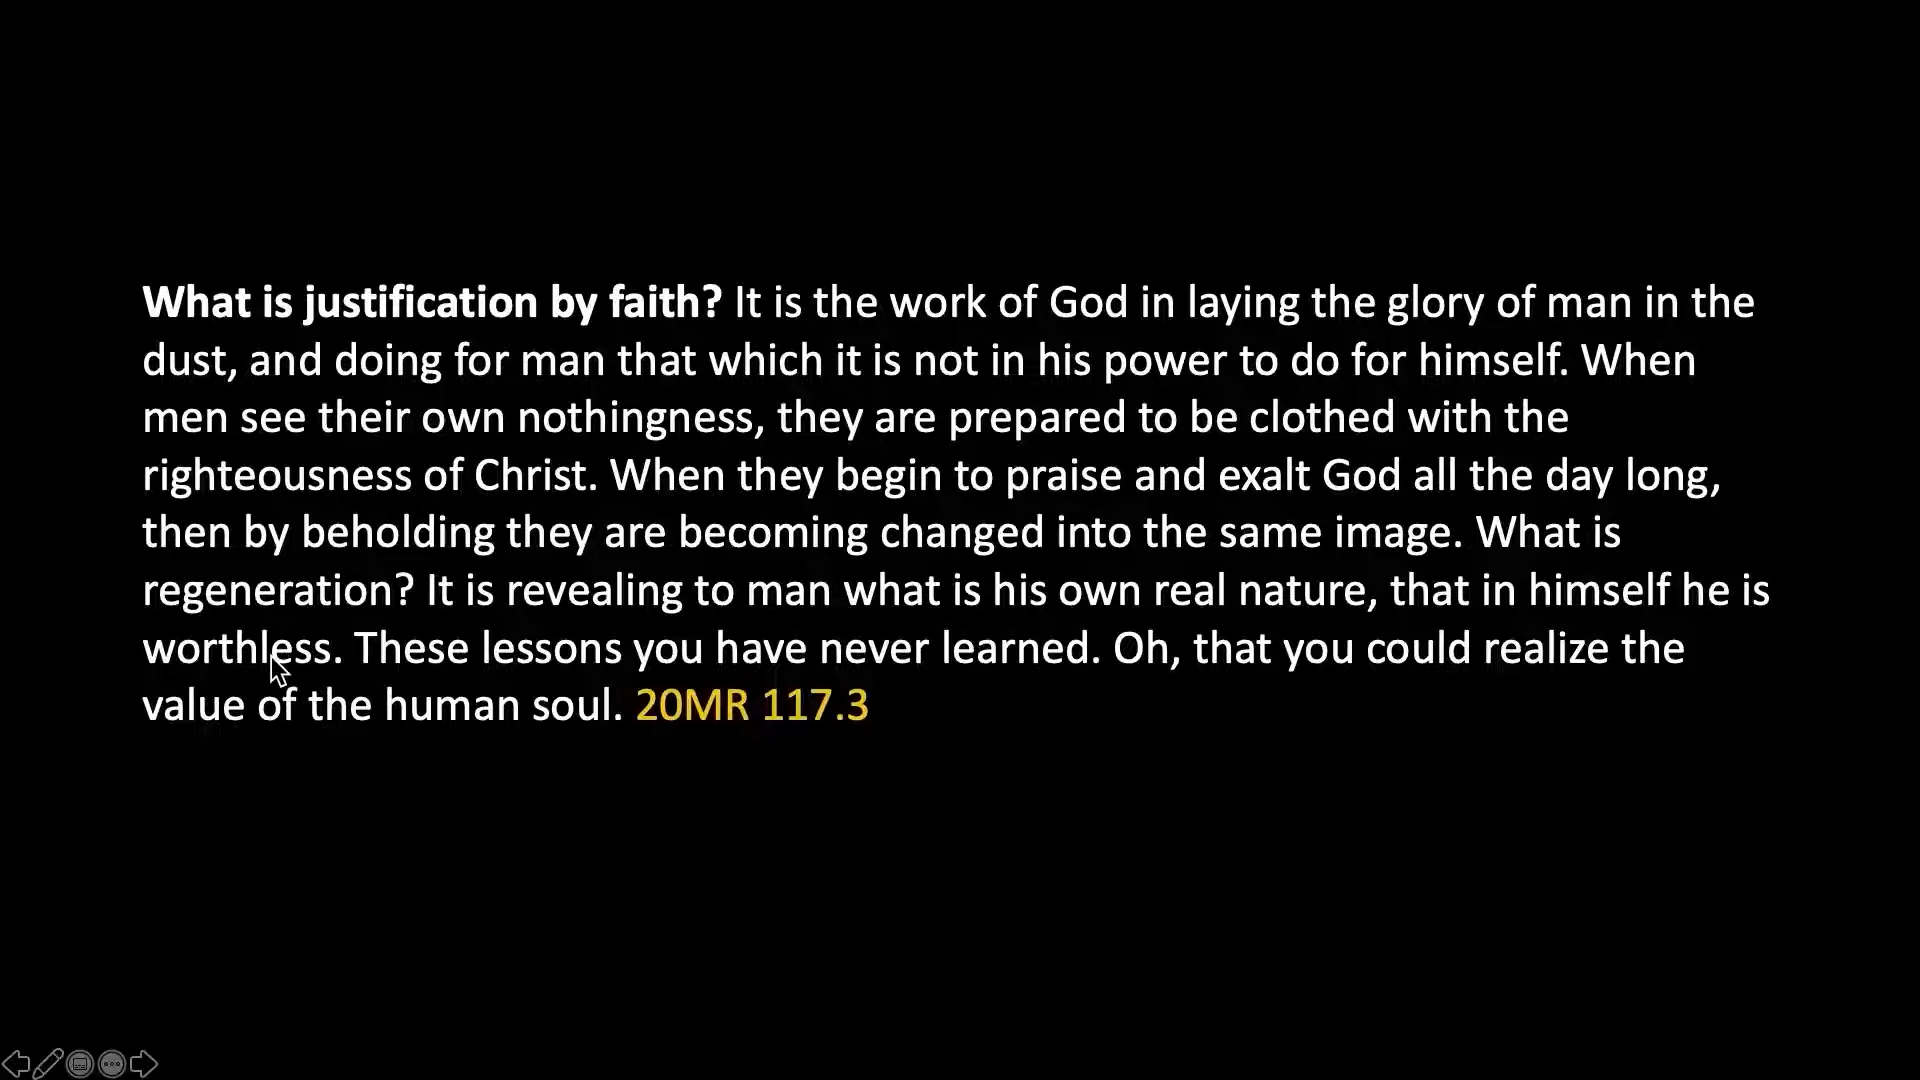 What is justification by faith? It is the work of God in laying the glory of man in the
dust, and doing for man that which it is not in his power to do for himself. When
men see their own nothingness, they are prepared to be clothed with the
righteousness of Christ. When they begin to praise and exalt God all the day long,
then by beholding they are becoming changed into the same image. What is
regeneration? It is revealing to man what is his own real nature, that in himself he is
worthless. These lessons you have never learned. Oh, that you could realize the
value of the human soul. 20MR 117.3